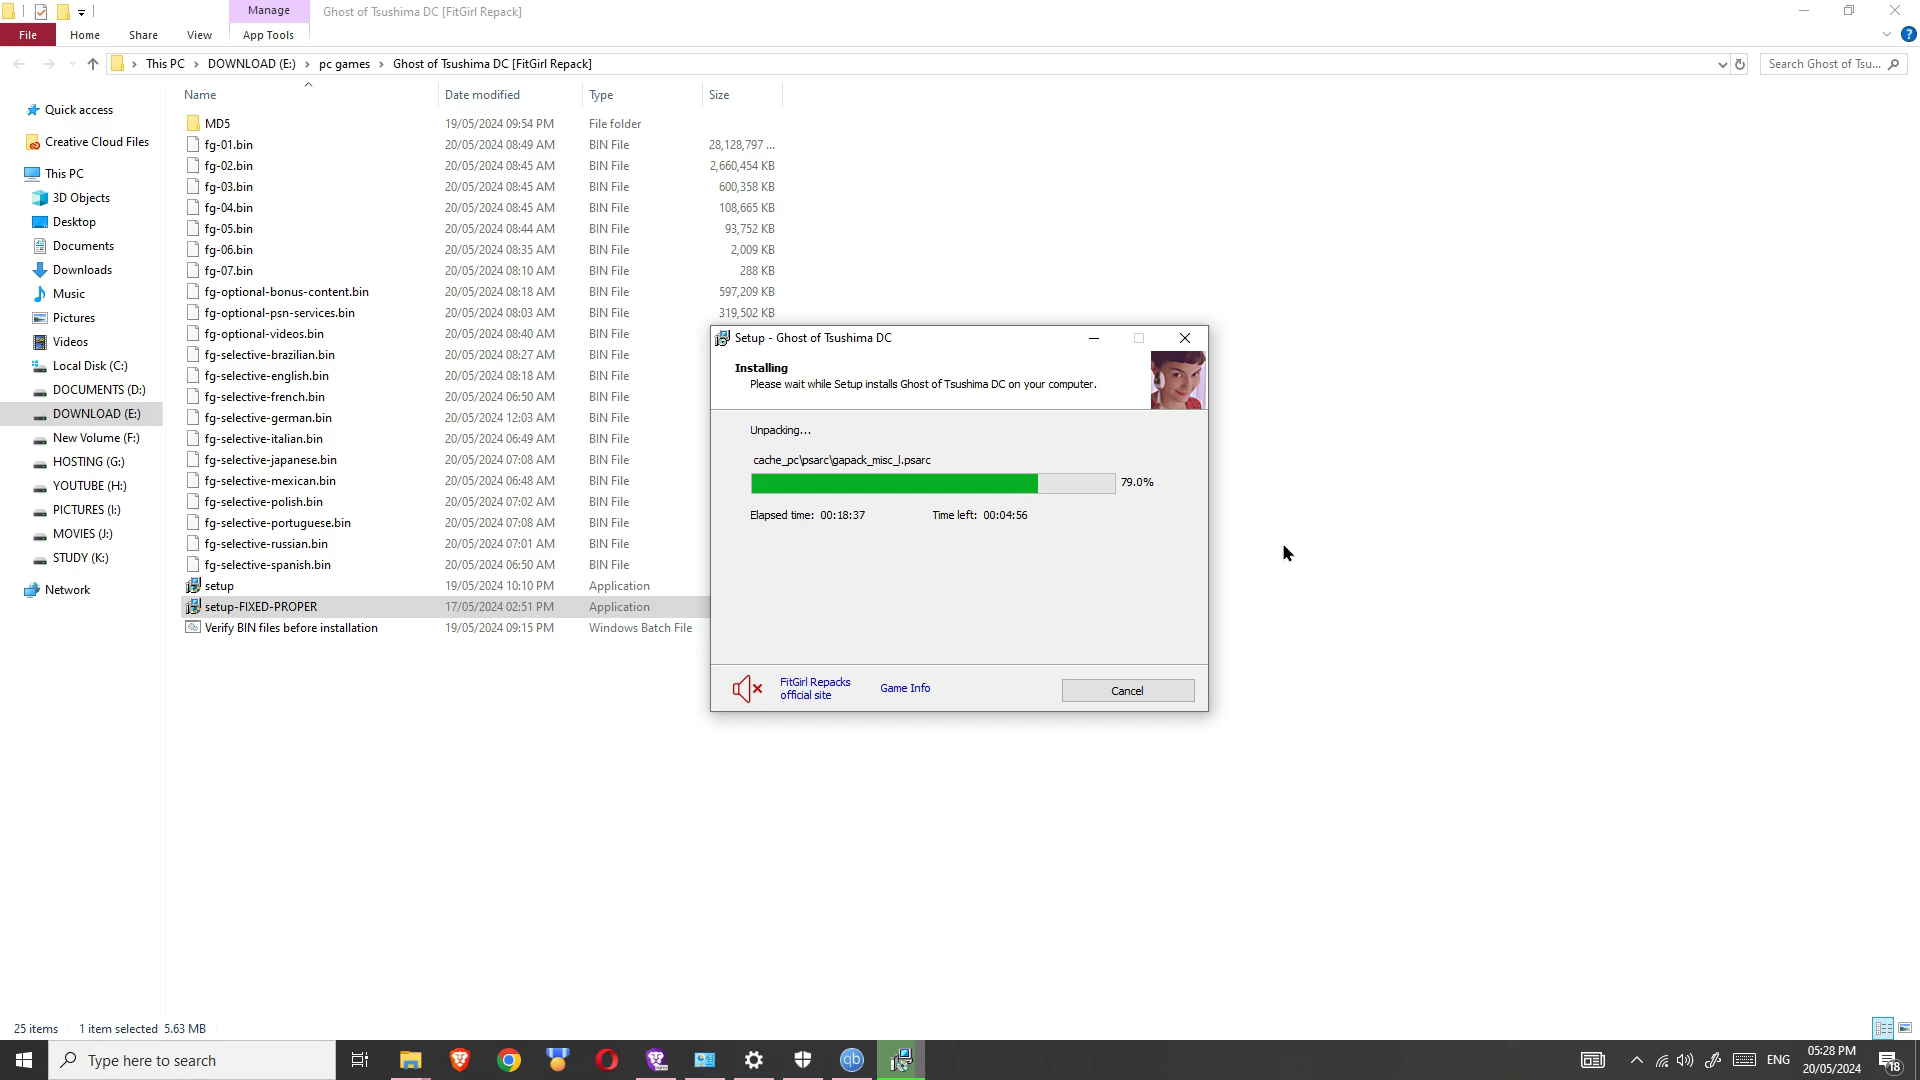 Manage
Ghost of Tsushima DC [FitGirl Repack]
File
Home
Share
View
App Tools
This PC
DOWNLOAD (E:)
pc games
Ghost of Tsushima DC [FitGirl Repack]
Search Ghost of Tsu...
Name
Date modified
Type
Size
Quick access
Creative Cloud Files
This PC
3D Objects
Desktop
Documents
Downloads
Music
Pictures
Videos
Local Disk (C:)
DOCUMENTS (D:)
DOWNLOAD (E:)
New Volume (F:)
HOSTING (G:)
YOUTUBE (H:)
PICTURES (I:)
MOVIES (J:)
STUDY (K:)
Network
MD5 19/05/2024 09:54 PM File folder
fg-01.bin 20/05/2024 08:49 AM BIN File 28,128,797 ...
fg-02.bin 20/05/2024 08:45 AM BIN File 2,660,454 KB
fg-03.bin 20/05/2024 08:45 AM BIN File 600,358 KB
fg-04.bin 20/05/2024 08:45 AM BIN File 108,665 KB
fg-05.bin 20/05/2024 08:44 AM BIN File 93,752 KB
fg-06.bin 20/05/2024 08:35 AM BIN File 2,009 KB
fg-07.bin 20/05/2024 08:10 AM BIN File 288 KB
fg-optional-bonus-content.bin 20/05/2024 08:18 AM BIN File 597,209 KB
fg-optional-psn-services.bin 20/05/2024 08:03 AM BIN File 319,502 KB
fg-optional-videos.bin 20/05/2024 08:40 AM BIN File
fg-selective-brazilian.bin 20/05/2024 08:27 AM BIN File
fg-selective-english.bin 20/05/2024 08:18 AM BIN File
fg-selective-french.bin 20/05/2024 06:50 AM BIN File
fg-selective-german.bin 20/05/2024 12:03 AM BIN File
fg-selective-italian.bin 20/05/2024 06:49 AM BIN File
fg-selective-japanese.bin 20/05/2024 07:08 AM BIN File
fg-selective-mexican.bin 20/05/2024 06:48 AM BIN File
fg-selective-polish.bin 20/05/2024 07:02 AM BIN File
fg-selective-portuguese.bin 20/05/2024 07:08 AM BIN File
fg-selective-russian.bin 20/05/2024 07:01 AM BIN File
fg-selective-spanish.bin 20/05/2024 06:50 AM BIN File
setup 19/05/2024 10:10 PM Application
setup-FIXED-PROPER 17/05/2024 02:51 PM Application
Verify BIN files before installation 19/05/2024 09:15 PM Windows Batch File
Setup - Ghost of Tsushima DC
Installing
Please wait while Setup installs Ghost of Tsushima DC on your computer.
Unpacking...
cache_pc\psarc\gapack_misc_l.psarc
79.0%
Elapsed time: 00:18:37
Time left: 00:04:56
FitGirl Repacks
official site
Game Info
Cancel
25 items
1 item selected 5.63 MB
Type here to search
qb
ENG
05:28 PM
20/05/2024
18